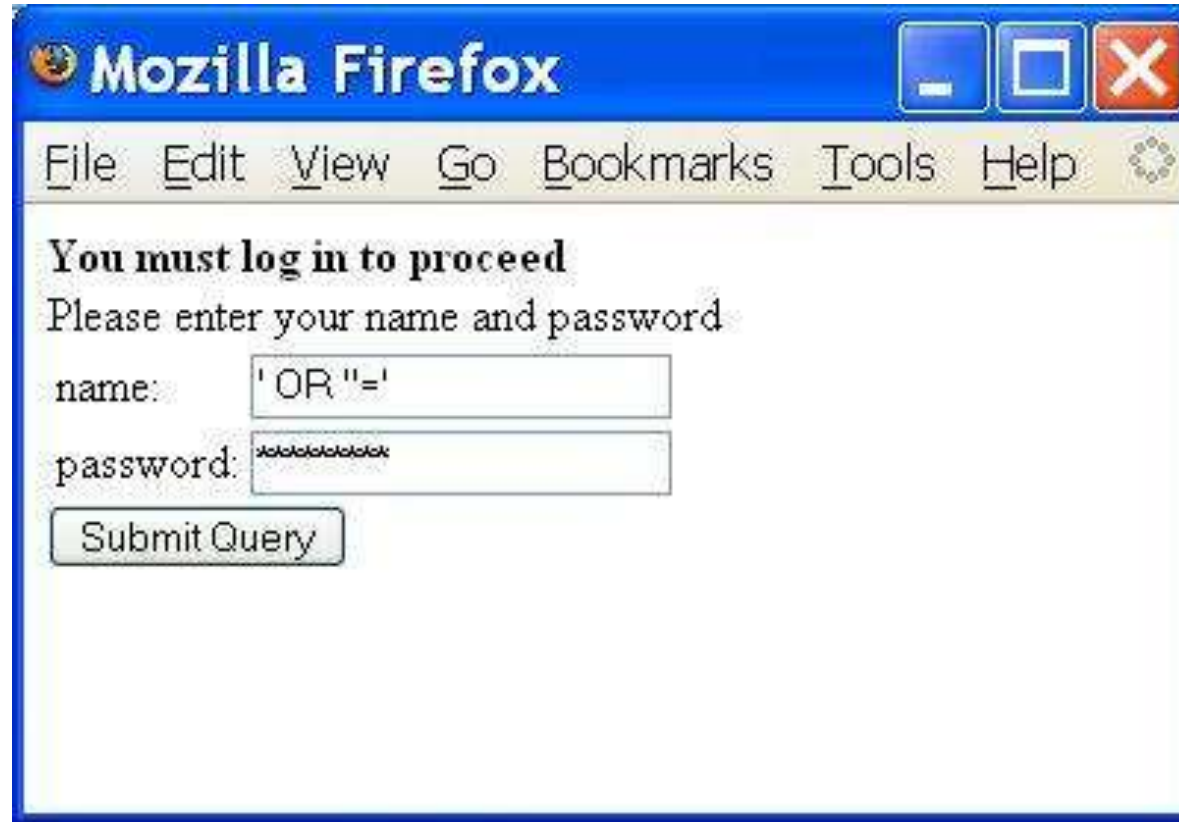 Mozilla Firefox
File Edit View Go Bookmarks Tools Help
You must log in to proceed
Please enter your name and password
name: ' OR ''='
password: **********
Submit Query